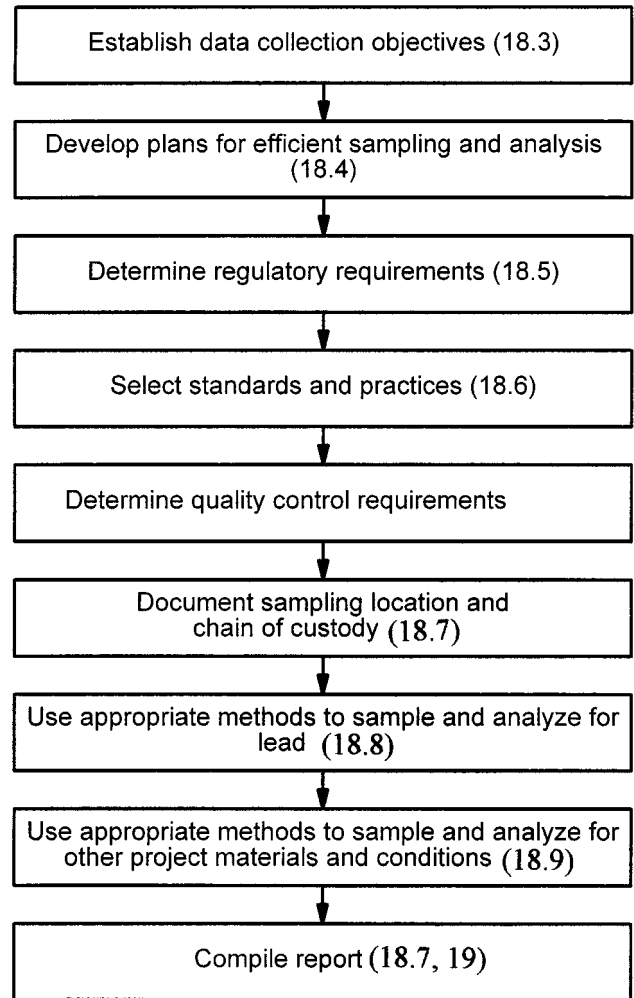 Establish data collection objectives (18.3)
Develop plans for efficient sampling and analysis
(18.4)
Determine regulatory requirements (18.5)
Select standards and practices (18.6)
Determine quality control requirements
Document sampling location and
chain of custody (18.7)
Use appropriate methods to sample and analyze for
lead (18.8)
Use appropriate methods to sample and analyze for
other project materials and conditions (18.9)
Compile report (18.7, 19)